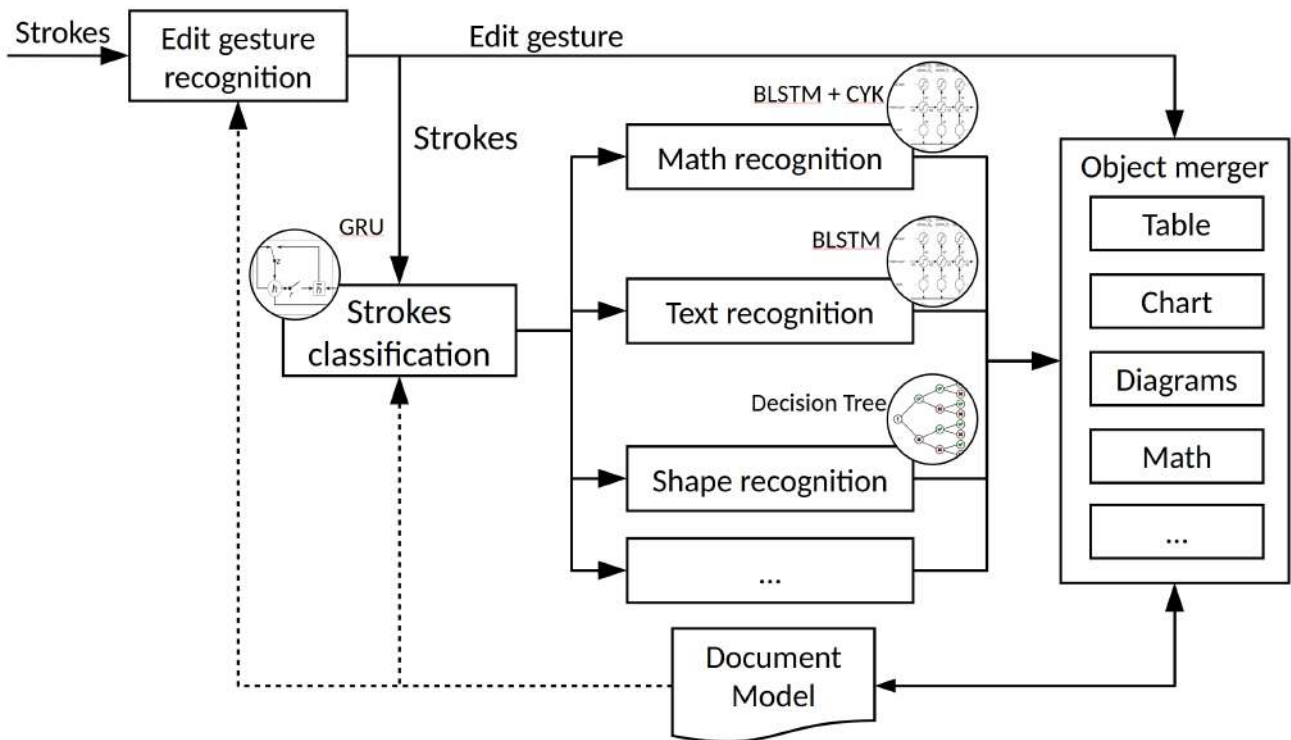 Strokes
Edit gesture
recognition
Edit gesture
Strokes
BLSTM + CYK
Math recognition
GRU
Strokes
classification
BLSTM
Text recognition
Decision Tree
Shape recognition
...
Object merger
Table
Chart
Diagrams
Math
...
Document
Model